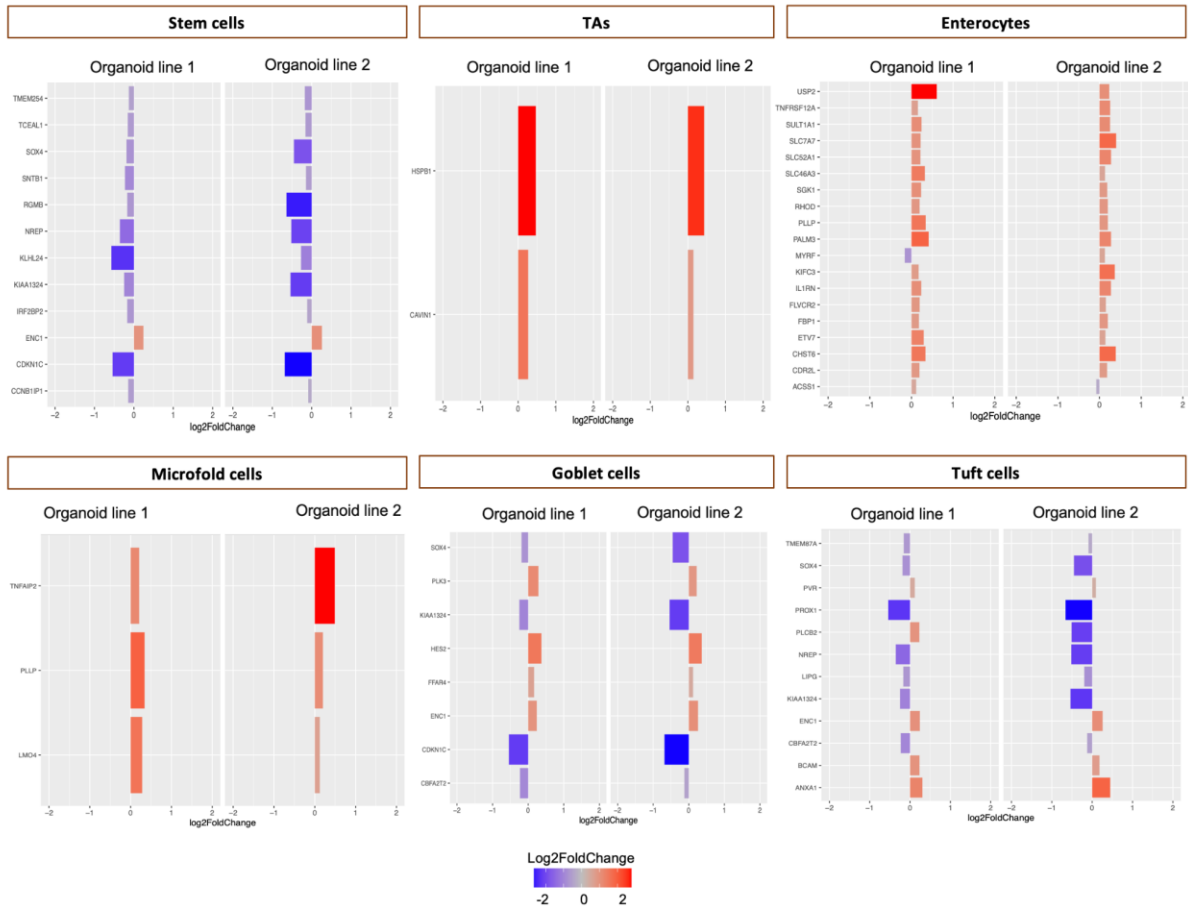 Stem cells
Organoid line 1 Organoid line 2
TMEM254
TCEAL1
SOX4
SNTB1
RGMB
NREP
KLHL24
KIAA1324
IRF2BP2
ENC1
CDKN1C
CCNB1IP1
−2 −1 0 1 2 −2 −1 0 1 2
log2FoldChange
TAs
Organoid line 1 Organoid line 2
HSPB1
CAVIN1
−2 −1 0 1 2 −2 −1 0 1 2
log2FoldChange
Enterocytes
Organoid line 1 Organoid line 2
USP2
TNFRSF12A
SULT1A1
SLC7A7
SLC52A1
SLC46A3
SGK1
RHOD
PLLP
PALM3
MYRF
KIFC3
IL1RN
FLVCR2
FBP1
ETV7
CHST6
CDR2L
ACSS1
−2 −1 0 1 2 −2 −1 0 1 2
log2FoldChange
Microfold cells
Organoid line 1 Organoid line 2
TNFAIP2
PLLP
LMO4
−2 −1 0 1 2 −2 −1 0 1 2
log2FoldChange
Goblet cells
Organoid line 1 Organoid line 2
SOX4
PLK3
KIAA1324
HES2
FFAR4
ENC1
CDKN1C
CBFA2T2
−2 −1 0 1 2 −2 −1 0 1 2
log2FoldChange
Tuft cells
Organoid line 1 Organoid line 2
TMEM87A
SOX4
PVR
PROX1
PLCB2
NREP
LIPG
KIAA1324
ENC1
CBFA2T2
BCAM
ANXA1
−2 −1 0 1 2 −2 −1 0 1 2
log2FoldChange
Log2FoldChange
-2 0 2